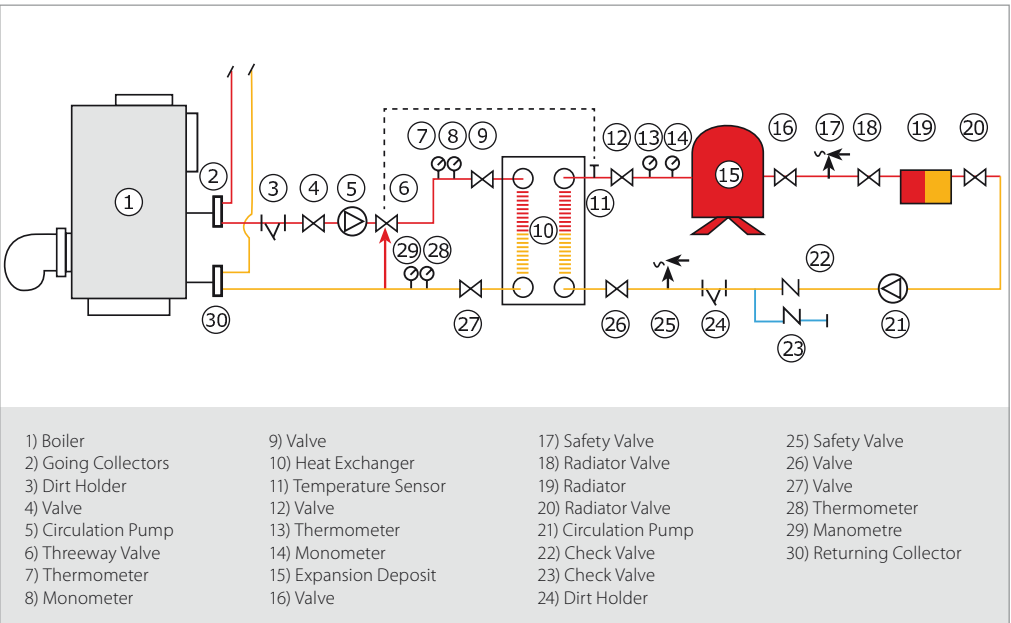 7 8 9
12 13 14
16 17 18 19 20
1 2 3 4 5 6
11
15
10
29 28
22
30
27
26 25 24
21
23
1) Boiler
2) Going Collectors
3) Dirt Holder
4) Valve
5) Circulation Pump
6) Threeway Valve
7) Thermometer
8) Monometer
9) Valve
10) Heat Exchanger
11) Temperature Sensor
12) Valve
13) Thermometer
14) Monometer
15) Expansion Deposit
16) Valve
17) Safety Valve
18) Radiator Valve
19) Radiator
20) Radiator Valve
21) Circulation Pump
22) Check Valve
23) Check Valve
24) Dirt Holder
25) Safety Valve
26) Valve
27) Valve
28) Thermometer
29) Manometre
30) Returning Collector